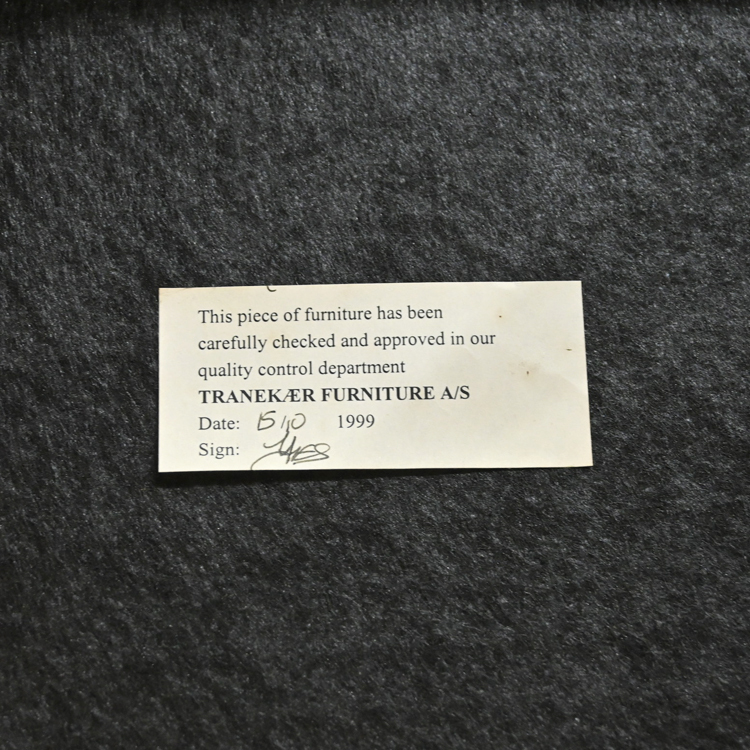 This piece of furniture has been
carefully checked and approved in our
quality control department
TRANEKÆR FURNITURE A/S
Date: 15/10 1999
Sign: